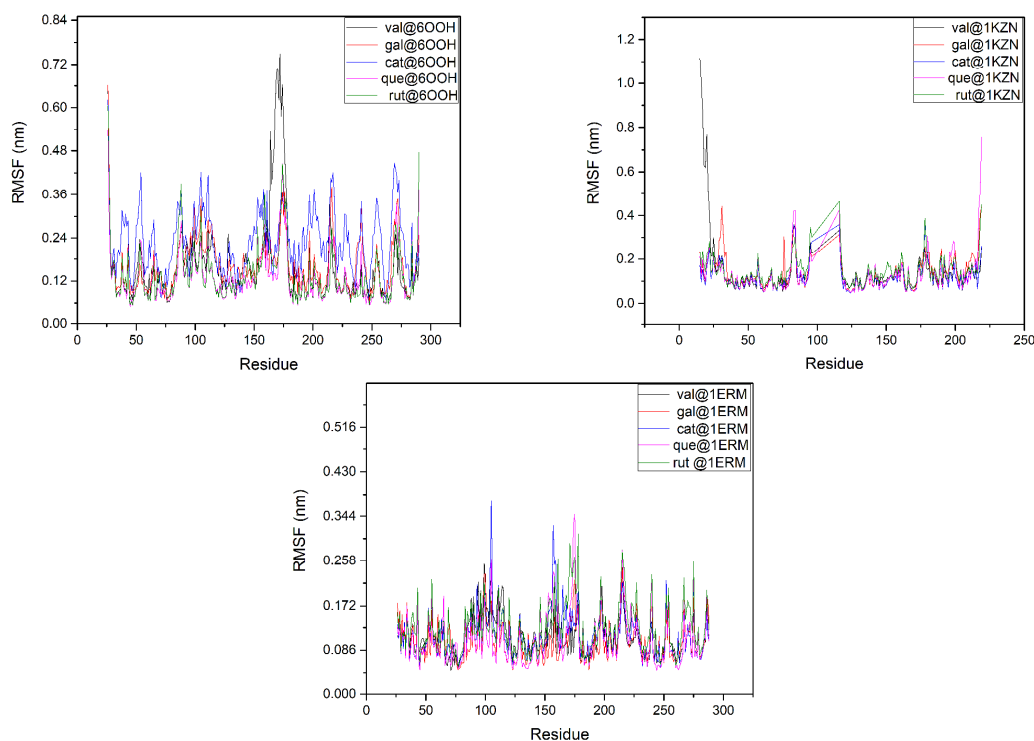 0.84
0.72
0.60
0.48
0.36
0.24
0.12
0.00
RMSF (nm)
0 50 100 150 200 250 300
Residue
val@6OOH
gal@6OOH
cat@6OOH
que@6OOH
rut@6OOH
1.2
1.0
0.8
0.6
0.4
0.2
0.0
RMSF (nm)
0 50 100 150 200 250
Residue
val@1KZN
gal@1KZN
cat@1KZN
que@1KZN
rut@1KZN
0.516
0.430
0.344
0.258
0.172
0.086
0.000
RMSF (nm)
0 50 100 150 200 250 300
Residue
val@1ERM
gal@1ERM
cat@1ERM
que@1ERM
rut @1ERM